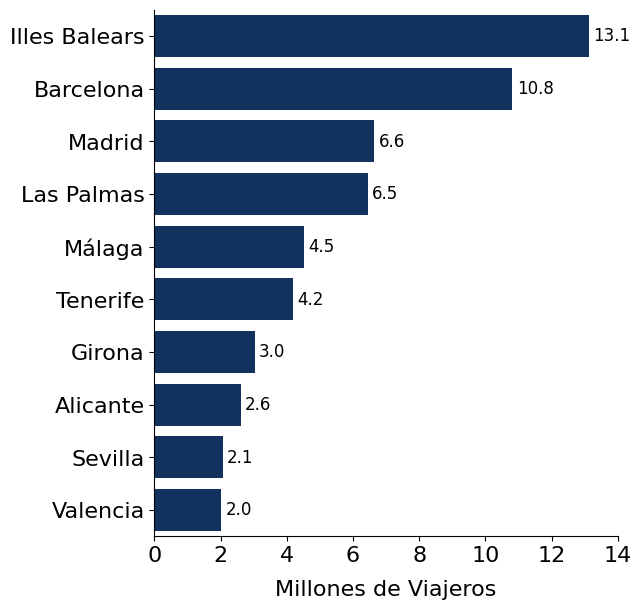 Illes Balears 13.1
Barcelona 10.8
Madrid 6.6
Las Palmas 6.5
Málaga 4.5
Tenerife 4.2
Girona 3.0
Alicante 2.6
Sevilla 2.1
Valencia 2.0
0 2 4 6 8 10 12 14
Millones de Viajeros